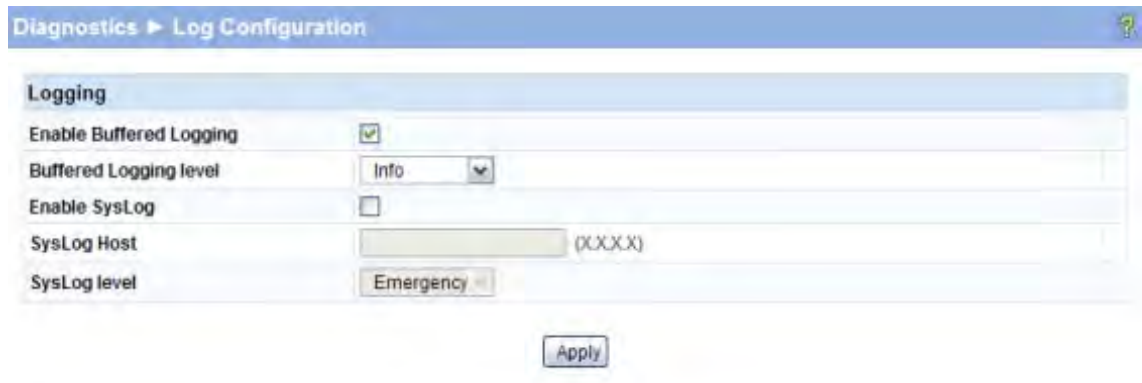 Diagnostics ► Log Configuration
Logging
Enable Buffered Logging
Buffered Logging level Info
Enable SysLog
SysLog Host (X.X.X.X)
SysLog level Emergency
Apply